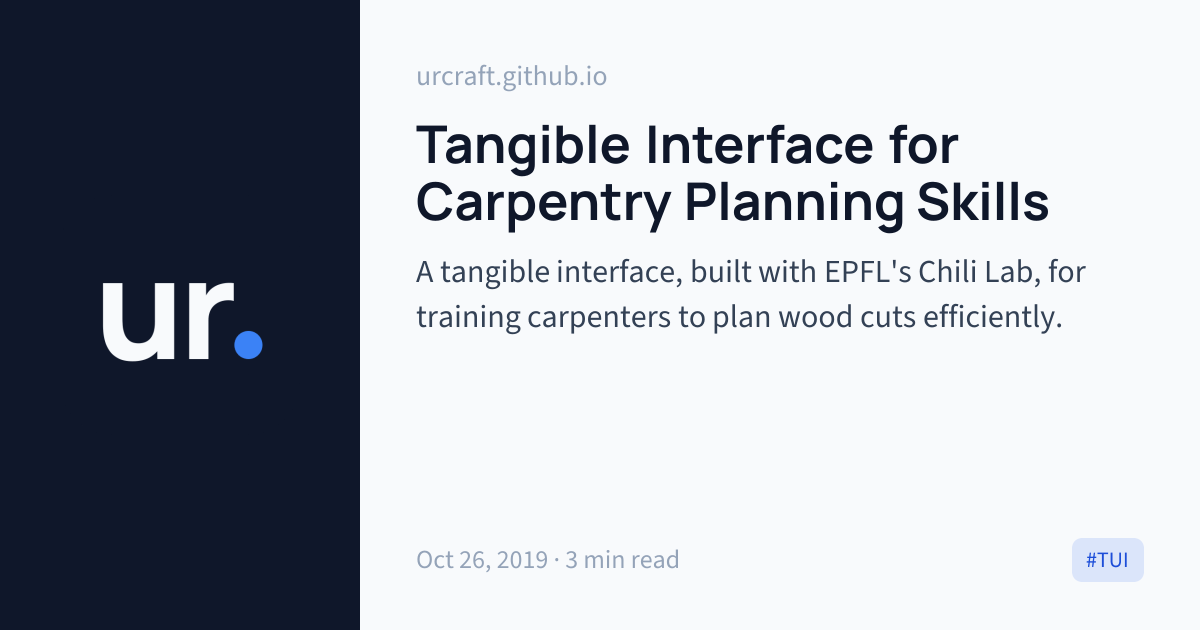 ur.
urcraft.github.io
Tangible Interface for
Carpentry Planning Skills
A tangible interface, built with EPFL's Chili Lab, for
training carpenters to plan wood cuts efficiently.
Oct 26, 2019 · 3 min read
#TUI